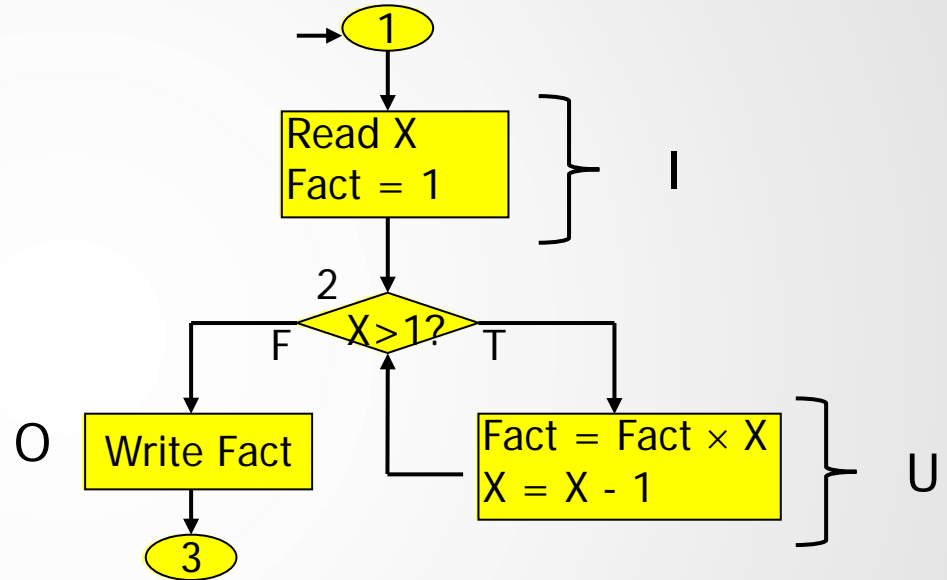 1
Read X
Fact = 1
I
2
X>1?
F
T
O
Write Fact
Fact = Fact × X
X = X - 1
U
3